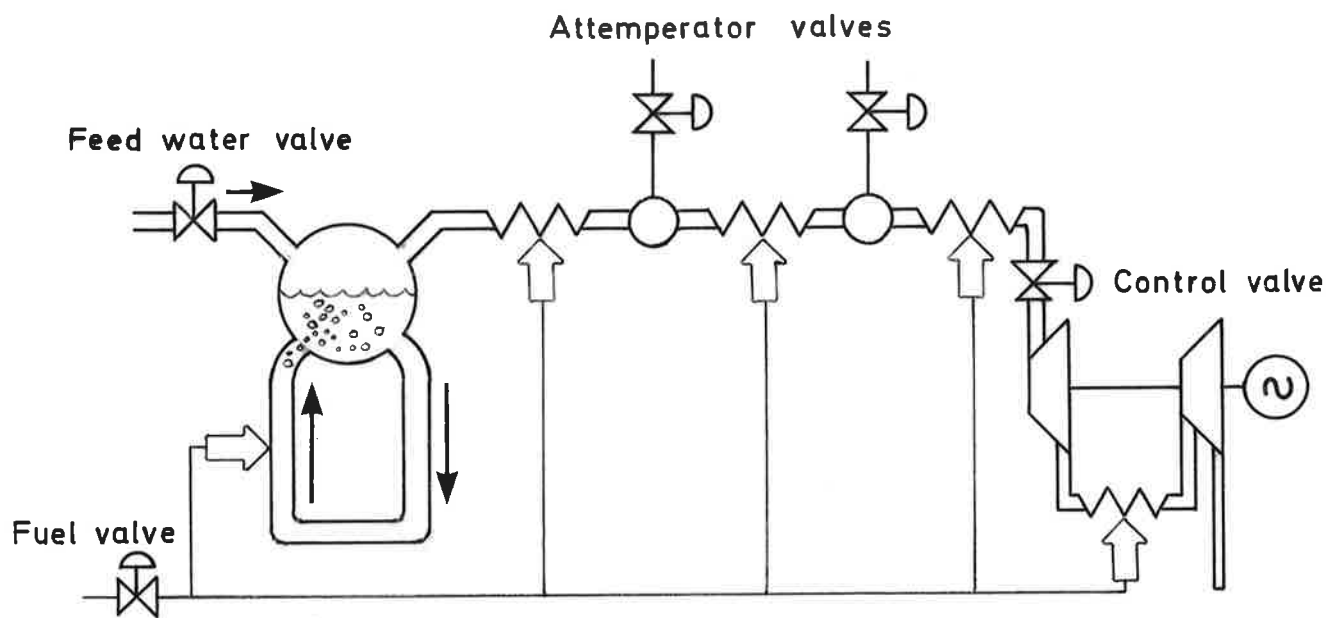 Attemperator valves
Feed water valve
Control valve
Fuel valve